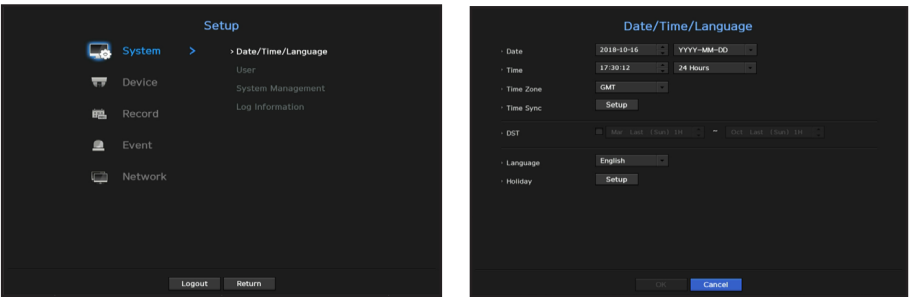 Setup
System > › Date/Time/Language
User
Device
System Management
Record
Log Information
Event
Network
Logout Return
Date/Time/Language
· Date 2018-10-16 YYYY-MM-DD
· Time 17:30:12 24 Hours
· Time Zone GMT
· Time Sync Setup
· DST Mar Last (Sun) 1H ~ Oct Last (Sun) 1H
· Language English
· Holiday Setup
OK Cancel